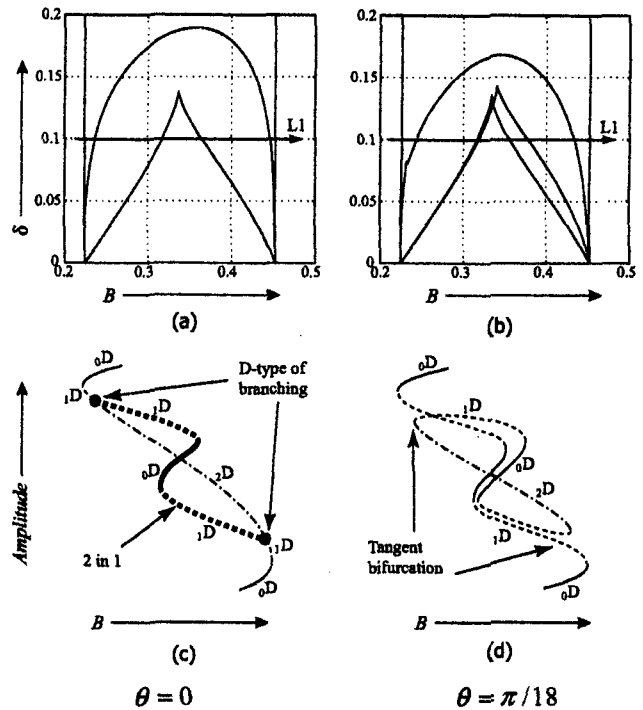 0.2
0.15
0.1
0.05
0
δ
L1
0.2 0.3 0.4 0.5
B
(a)
0.2
0.15
0.1
0.05
0
L1
0.2 0.3 0.4 0.5
B
(b)
Amplitude
₀D
₁D
D-type of
branching
₁D
₀D
₂D
₁D
2 in 1
₁D
₀D
B
(c)
θ = 0
₀D
₁D
₀D
₂D
₁D
Tangent
bifurcation
₀D
B
(d)
θ = π/18